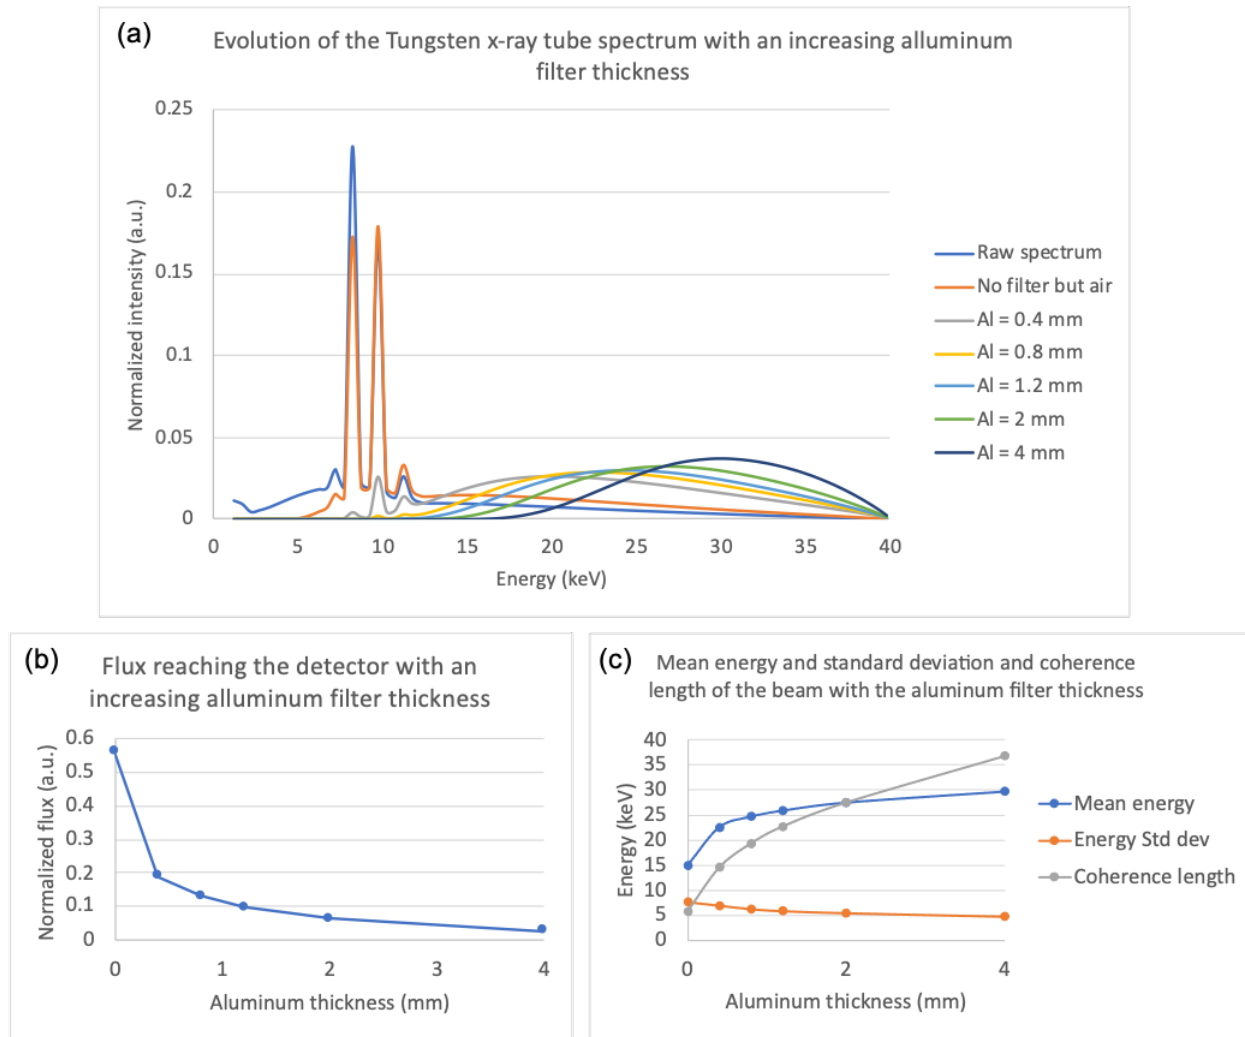 (a)
Evolution of the Tungsten x-ray tube spectrum with an increasing alluminum
filter thickness
Normalized intensity (a.u.)
0.25
0.2
0.15
0.1
0.05
0
0 5 10 15 20 25 30 35 40
Energy (keV)
Raw spectrum
No filter but air
Al = 0.4 mm
Al = 0.8 mm
Al = 1.2 mm
Al = 2 mm
Al = 4 mm
(b)
Flux reaching the detector with an
increasing alluminum filter thickness
Normalized flux (a.u.)
0.6
0.5
0.4
0.3
0.2
0.1
0
0 1 2 3 4
Aluminum thickness (mm)
(c)
Mean energy and standard deviation and coherence
length of the beam with the aluminum filter thickness
Energy (keV)
40
35
30
25
20
15
10
5
0
0 2 4
Aluminum thickness (mm)
Mean energy
Energy Std dev
Coherence length